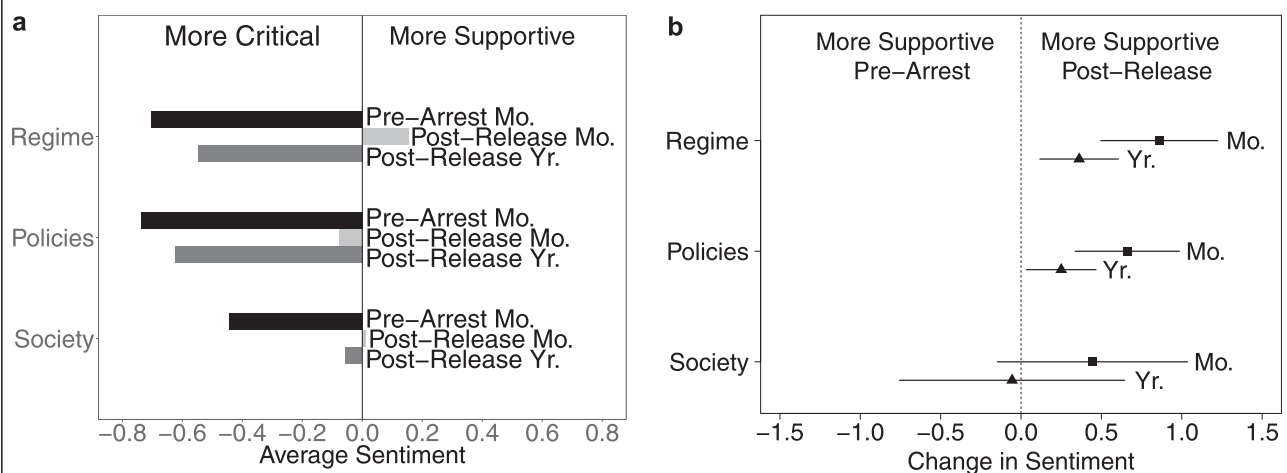 a
More Critical
More Supportive
Regime
Pre-Arrest Mo.
Post-Release Mo.
Post-Release Yr.
Policies
Pre-Arrest Mo.
Post-Release Mo.
Post-Release Yr.
Society
Pre-Arrest Mo.
Post-Release Mo.
Post-Release Yr.
−0.8 −0.6 −0.4 −0.2 0.0 0.2 0.4 0.6 0.8
Average Sentiment
b
More Supportive
Pre-Arrest
More Supportive
Post-Release
Regime
Mo.
Yr.
Policies
Mo.
Yr.
Society
Mo.
Yr.
−1.5 −1.0 −0.5 0.0 0.5 1.0 1.5
Change in Sentiment